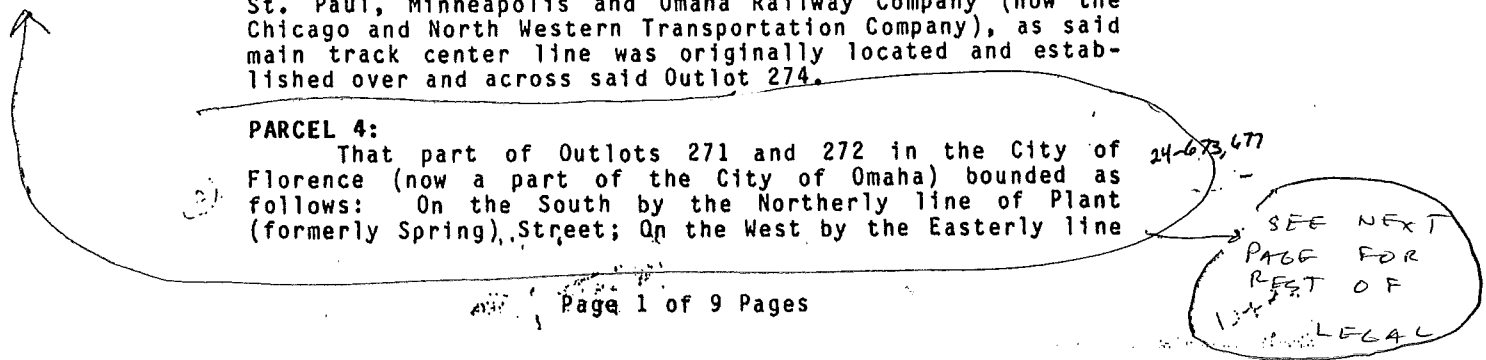 St. Paul, Minneapolis and Omaha Railway Company (now the
Chicago and North Western Transportation Company), as said
main track center line was originally located and estab-
lished over and across said Outlot 274.
PARCEL 4:
That part of Outlots 271 and 272 in the City of
Florence (now a part of the City of Omaha) bounded as
follows: On the South by the Northerly line of Plant
(formerly Spring) Street; On the West by the Easterly line
24-673,677
SEE NEXT
PAGE FOR
REST OF
LEGAL
Page 1 of 9 Pages